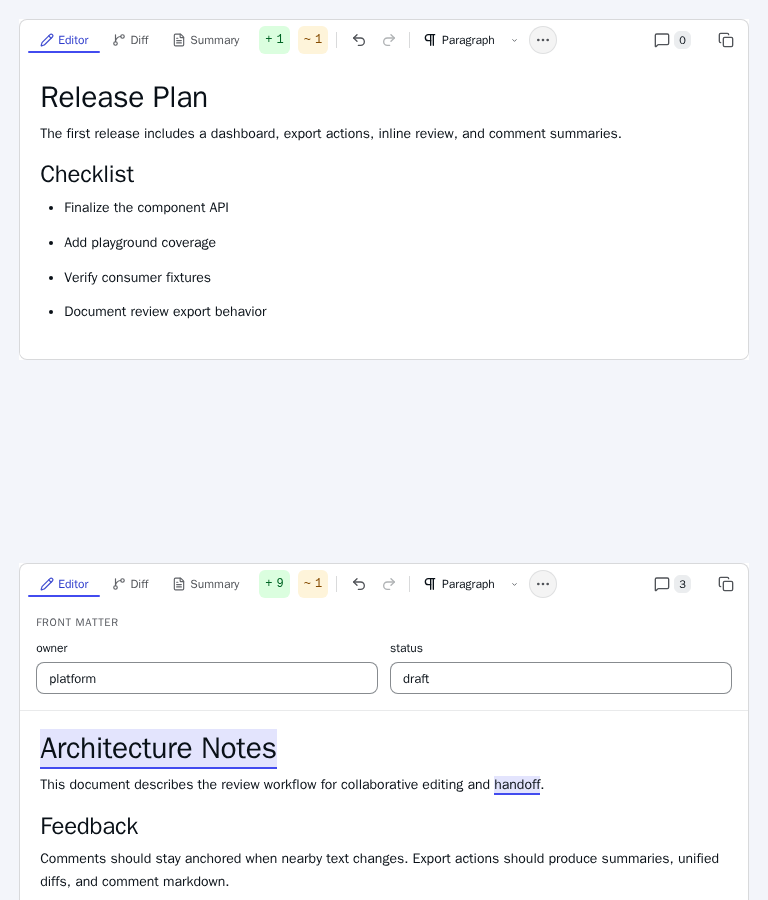 Editor Diff Summary + 1 ~ 1 Paragraph 0
Release Plan
The first release includes a dashboard, export actions, inline review, and comment summaries.
Checklist
• Finalize the component API
• Add playground coverage
• Verify consumer fixtures
• Document review export behavior
Editor Diff Summary + 9 ~ 1 Paragraph 3
FRONT MATTER
owner status
platform draft
Architecture Notes
This document describes the review workflow for collaborative editing and handoff.
Feedback
Comments should stay anchored when nearby text changes. Export actions should produce summaries, unified
diffs, and comment markdown.